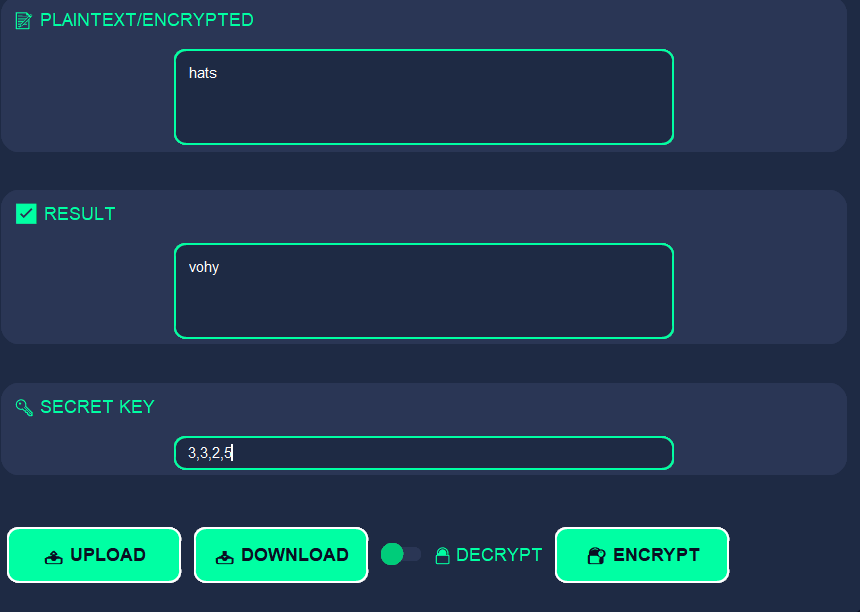 PLAINTEXT/ENCRYPTED
hats
RESULT
vohy
SECRET KEY
3,3,2,5
UPLOAD DOWNLOAD DECRYPT ENCRYPT